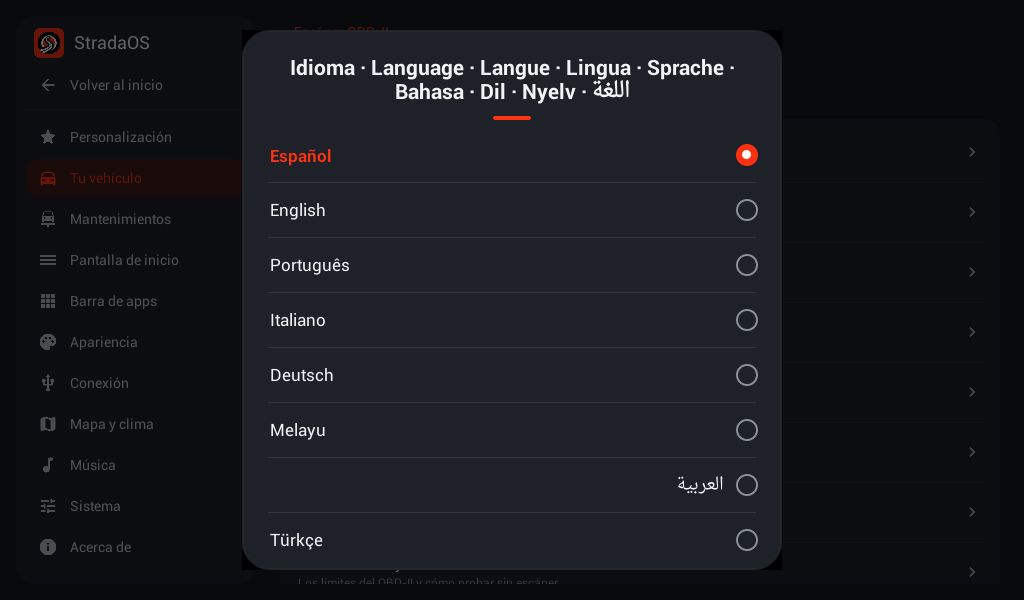 StradaOS
Volver al inicio
Personalización
Tu vehículo
Mantenimientos
Pantalla de inicio
Barra de apps
Apariencia
Conexión
Mapa y clima
Música
Sistema
Acerca de
Idioma · Language · Langue · Lingua · Sprache ·
Bahasa · Dil · Nyelv · اللغة
Español
English
Português
Italiano
Deutsch
Melayu
العربية
Türkçe
Los límites del OBD-II y cómo probar sin escáner